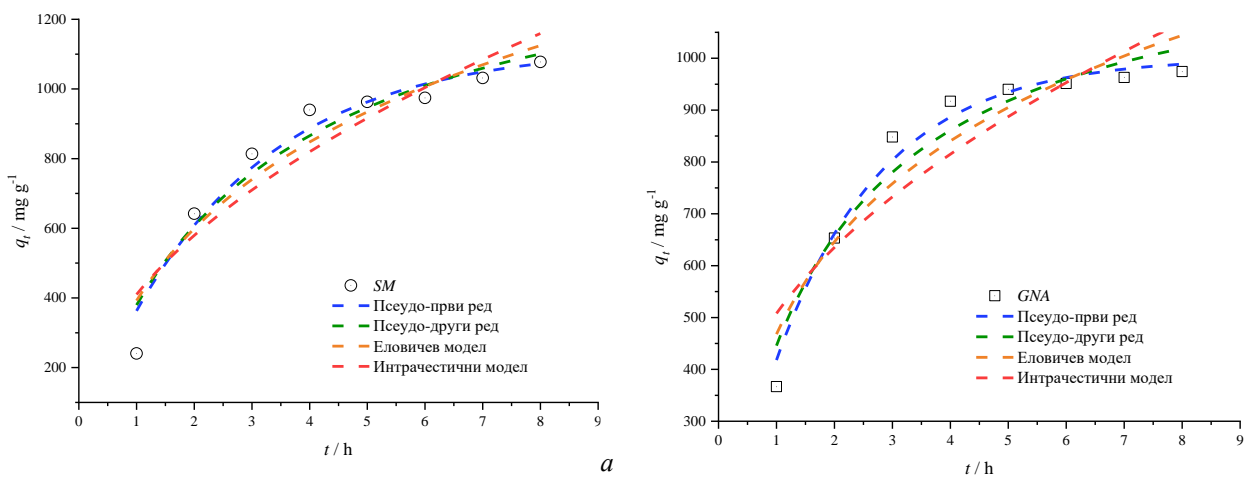 1200
1000
800
600
400
200
q_t / mg g^-1
SM
Псеудо-први ред
Псеудо-други ред
Еловичев модел
Интрачестични модел
0 1 2 3 4 5 6 7 8 9
t / h
a
1000
900
800
700
600
500
400
300
q_t / mg g^-1
GNA
Псеудо-први ред
Псеудо-други ред
Еловичев модел
Интрачестични модел
0 1 2 3 4 5 6 7 8 9
t / h